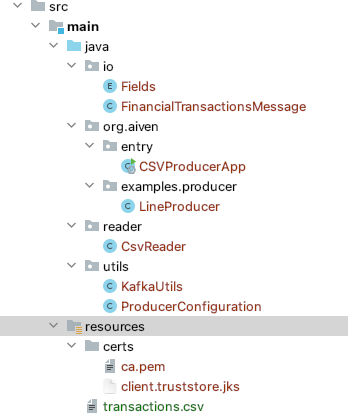 src
main
java
io
Fields
FinancialTransactionsMessage
org.aiven
entry
CSVProducerApp
examples.producer
LineProducer
reader
CsvReader
utils
KafkaUtils
ProducerConfiguration
resources
certs
ca.pem
client.truststore.jks
transactions.csv